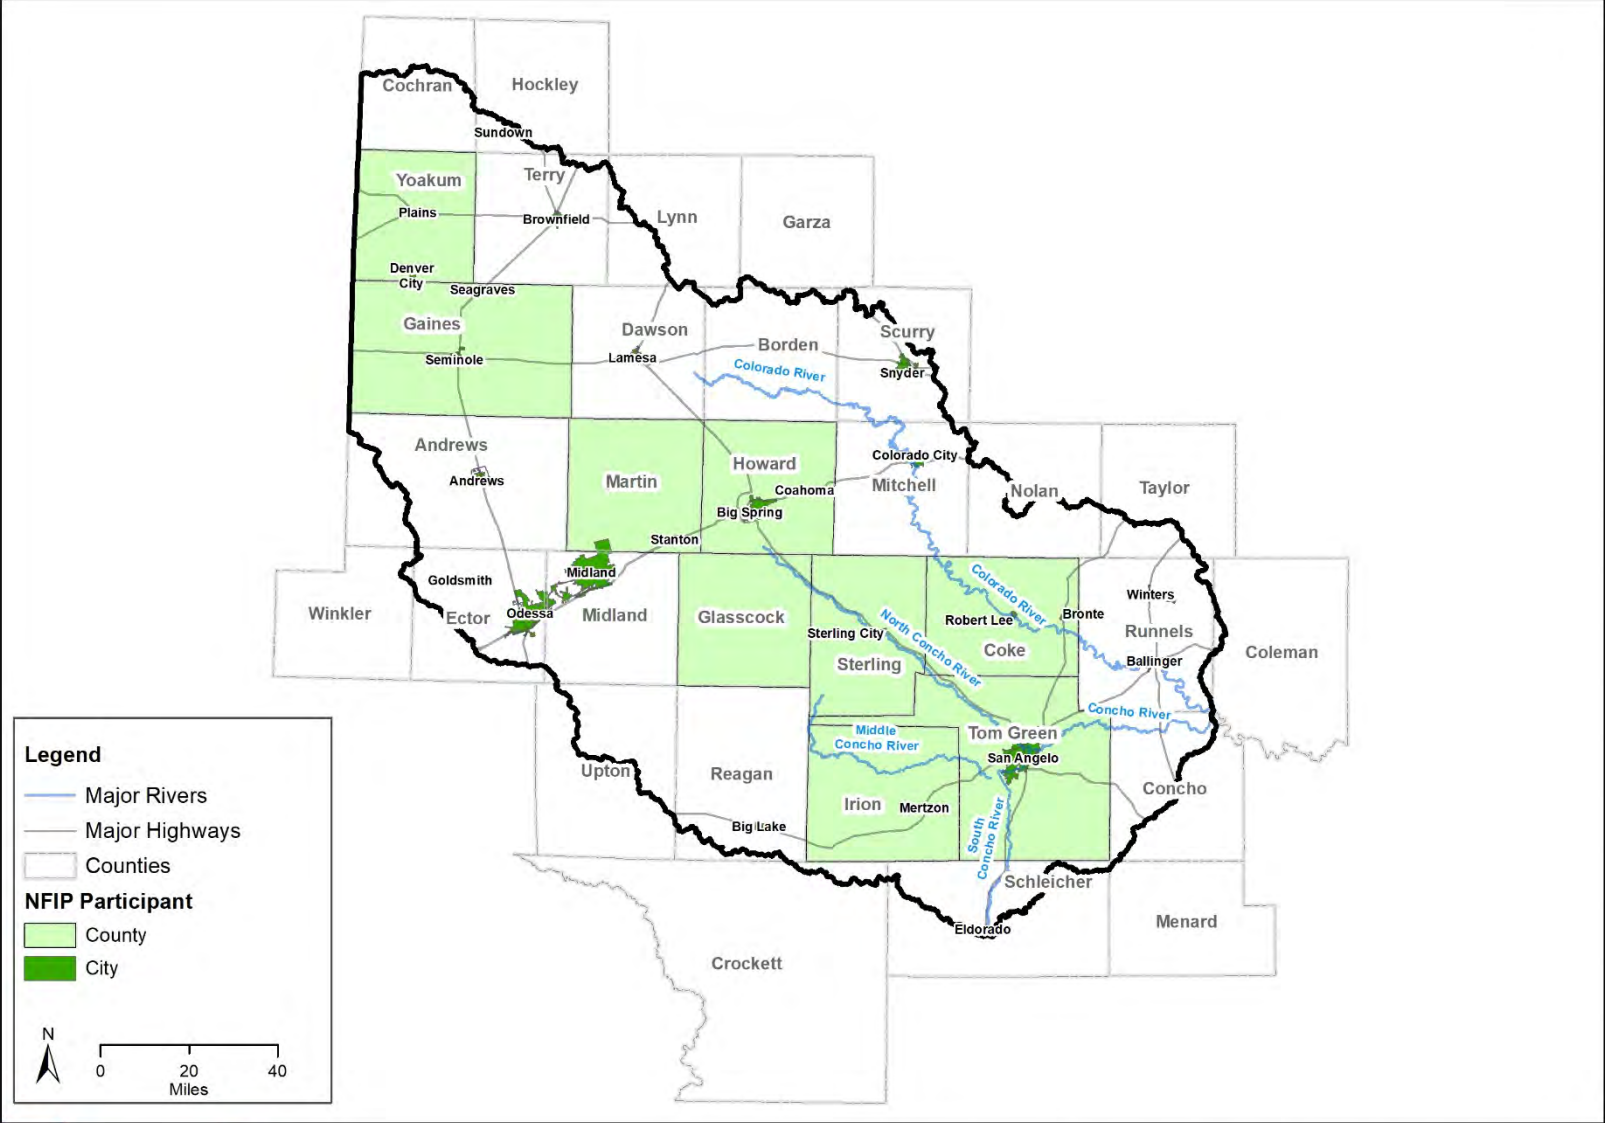 Cochran
Hockley
Sundown
Yoakum
Terry
Plains
Brownfield
Lynn
Garza
Denver
City
Seagraves
Gaines
Dawson
Scurry
Borden
Seminole
Lamesa
Colorado River
Snyder
Andrews
Andrews
Martin
Howard
Colorado City
Coahoma
Mitchell
Nolan
Taylor
Big Spring
Stanton
Midland
Goldsmith
Colorado River
Winters
Winkler
Ector
Odessa
Midland
Glasscock
North Concho River
Robert Lee
Bronte
Sterling City
Runnels
Coke
Coleman
Sterling
Ballinger
Concho River
Middle
Concho River
Tom Green
San Angelo
Upton
Reagan
Concho
Irion
Mertzon
Big Lake
South
Concho River
Schleicher
Eldorado
Menard
Crockett
Legend
Major Rivers
Major Highways
Counties
NFIP Participant
County
City
N
0 20 40
Miles